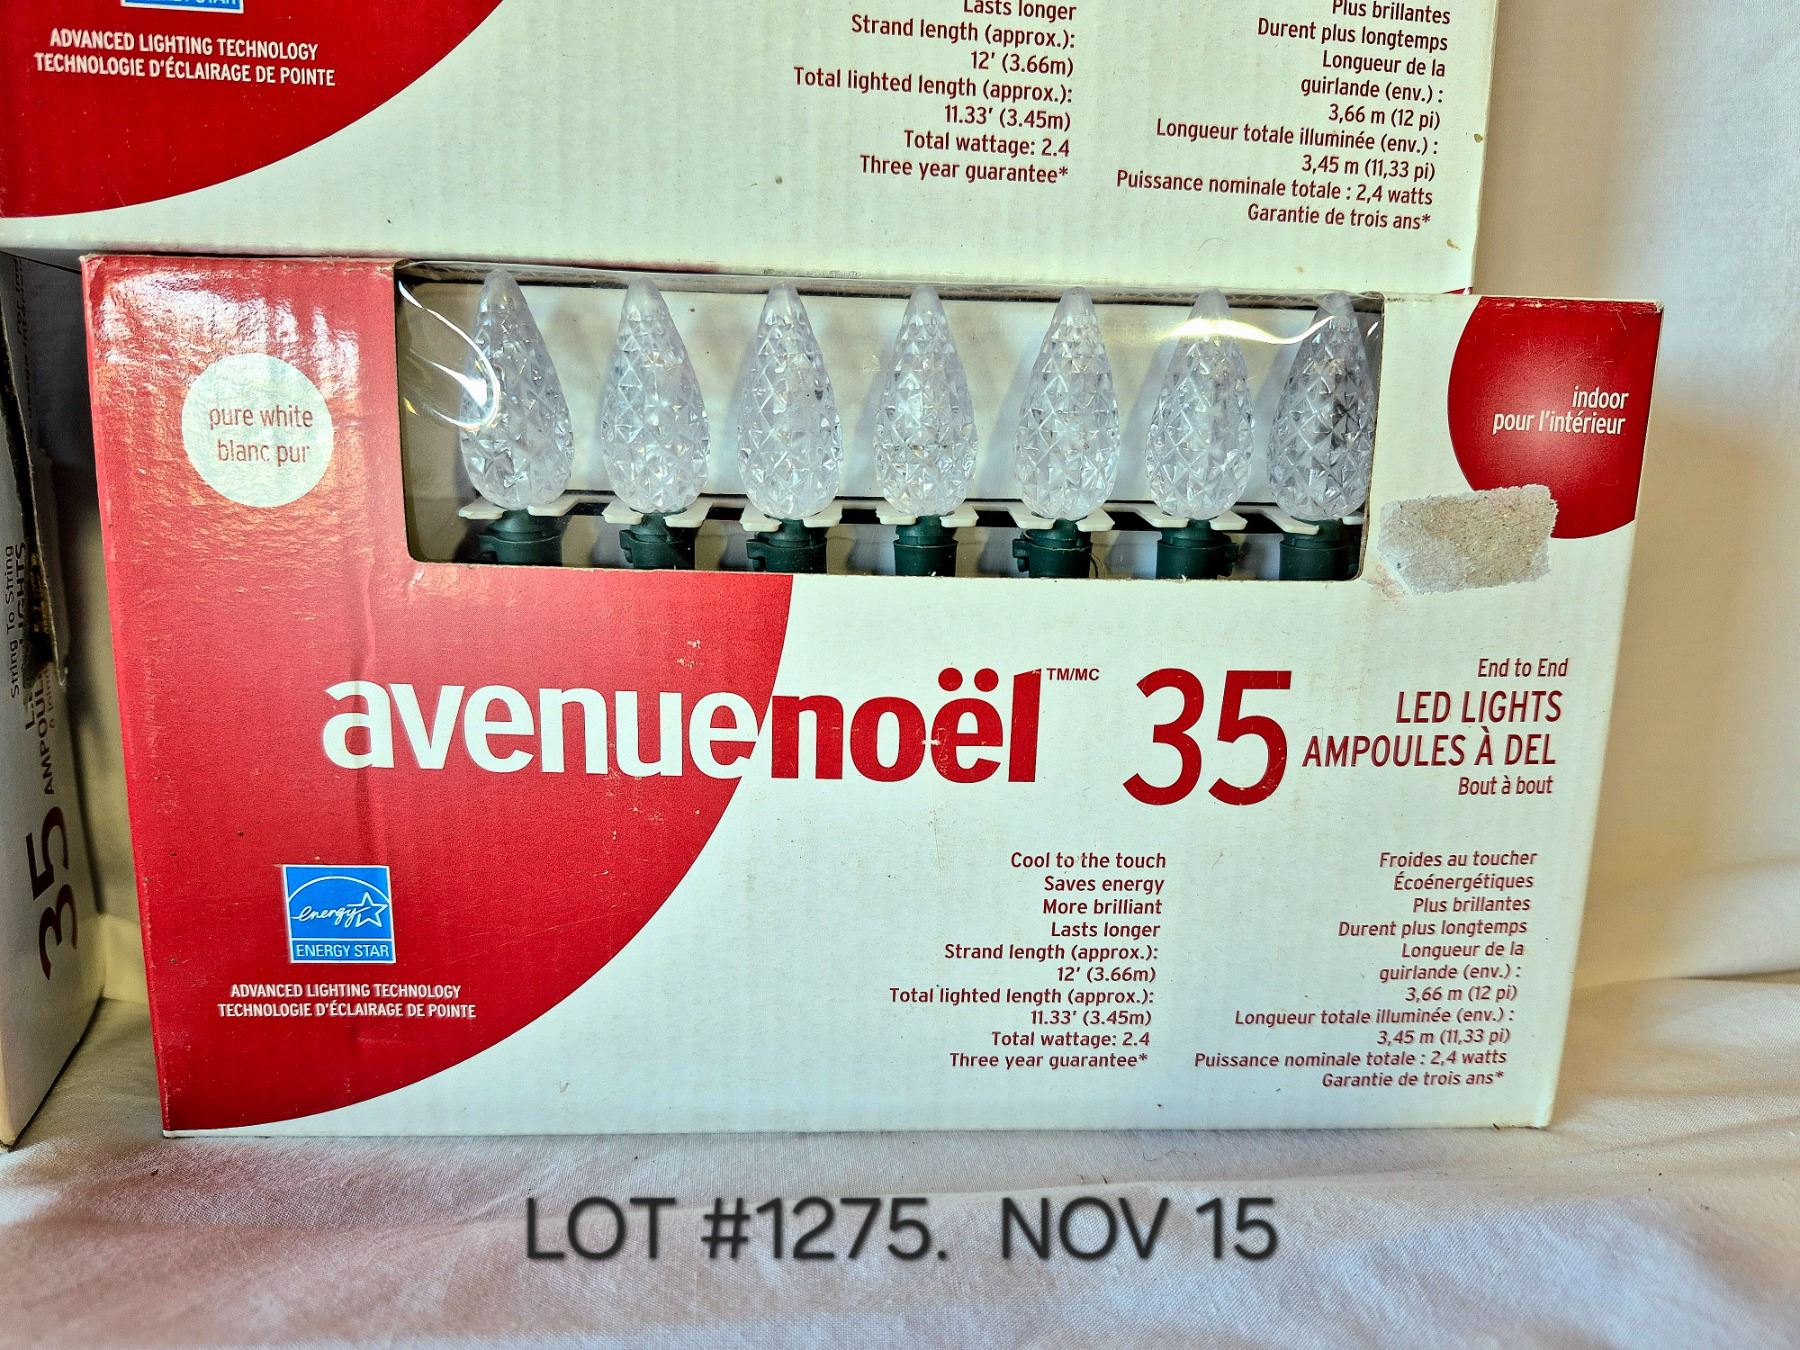 ADVANCED LIGHTING TECHNOLOGY
TECHNOLOGIE D'ÉCLAIRAGE DE POINTE
Lasts longer
Strand length (approx.):
12' (3.66m)
Total lighted length (approx.):
11.33' (3.45m)
Total wattage: 2.4
Three year guarantee*
Plus brillantes
Durent plus longtemps
Longueur de la
guirlande (env.) :
3,66 m (12 pi)
Longueur totale illuminée (env.) :
3,45 m (11,33 pi)
Puissance nominale totale : 2,4 watts
Garantie de trois ans*
String To String
35
pure white
blanc pur
indoor
pour l'intérieur
avenuenoël TM/MC
35
End to End
LED LIGHTS
AMPOULES À DEL
Bout à bout
energy
ENERGY STAR
ADVANCED LIGHTING TECHNOLOGY
TECHNOLOGIE D'ÉCLAIRAGE DE POINTE
Cool to the touch
Saves energy
More brilliant
Lasts longer
Strand length (approx.):
12' (3.66m)
Total lighted length (approx.):
11.33' (3.45m)
Total wattage: 2.4
Three year guarantee*
Froides au toucher
Écoénergétiques
Plus brillantes
Durent plus longtemps
Longueur de la
guirlande (env.) :
3,66 m (12 pi)
Longueur totale illuminée (env.) :
3,45 m (11,33 pi)
Puissance nominale totale : 2,4 watts
Garantie de trois ans*
LOT #1275. NOV 15